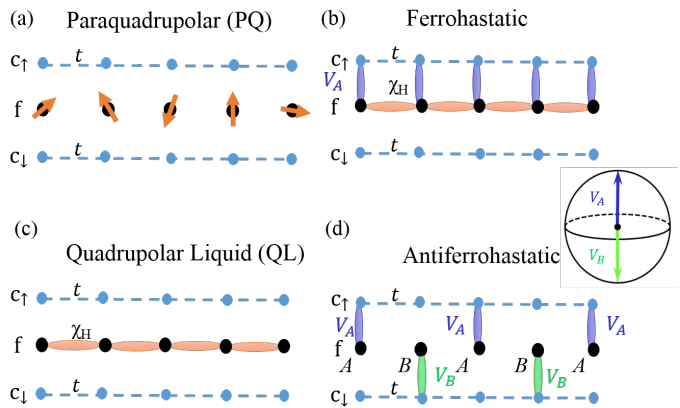 (a) Paraquadrupolar (PQ)
c↑ t
f
c↓ t
(b) Ferrohastatic
c↑ t
V_A χ_H
f
c↓ t
(c)
Quadrupolar Liquid (QL)
c↑ t
χ_H
f
c↓ t
V_A
V_B
(d)
Antiferrohastatic
c↑ t
V_A V_A V_A
f
A B A B A
V_B V_B
c↓ t